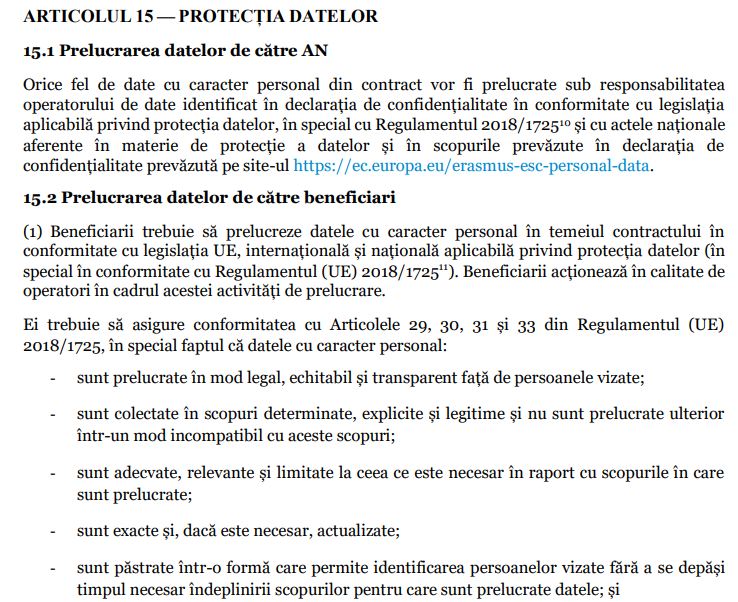 ARTICOLUL 15 — PROTECȚIA DATELOR
15.1 Prelucrarea datelor de către AN
Orice fel de date cu caracter personal din contract vor fi prelucrate sub responsabilitatea
operatorului de date identificat în declarația de confidențialitate în conformitate cu legislația
aplicabilă privind protecția datelor, în special cu Regulamentul 2018/1725¹⁰ și cu actele naționale
aferente în materie de protecție a datelor și în scopurile prevăzute în declarația de
confidențialitate prevăzută pe site-ul https://ec.europa.eu/erasmus-esc-personal-data.
15.2 Prelucrarea datelor de către beneficiari
(1) Beneficiarii trebuie să prelucreze datele cu caracter personal în temeiul contractului în
conformitate cu legislația UE, internațională și națională aplicabilă privind protecția datelor (în
special în conformitate cu Regulamentul (UE) 2018/1725¹¹). Beneficiarii acționează în calitate de
operatori în cadrul acestei activități de prelucrare.
Ei trebuie să asigure conformitatea cu Articolele 29, 30, 31 și 33 din Regulamentul (UE)
2018/1725, în special faptul că datele cu caracter personal:
- sunt prelucrate în mod legal, echitabil și transparent față de persoanele vizate;
- sunt colectate în scopuri determinate, explicite și legitime și nu sunt prelucrate ulterior
într-un mod incompatibil cu aceste scopuri;
- sunt adecvate, relevante și limitate la ceea ce este necesar în raport cu scopurile în care
sunt prelucrate;
- sunt exacte și, dacă este necesar, actualizate;
- sunt păstrate într-o formă care permite identificarea persoanelor vizate fără a se depăși
timpul necesar îndeplinirii scopurilor pentru care sunt prelucrate datele; și